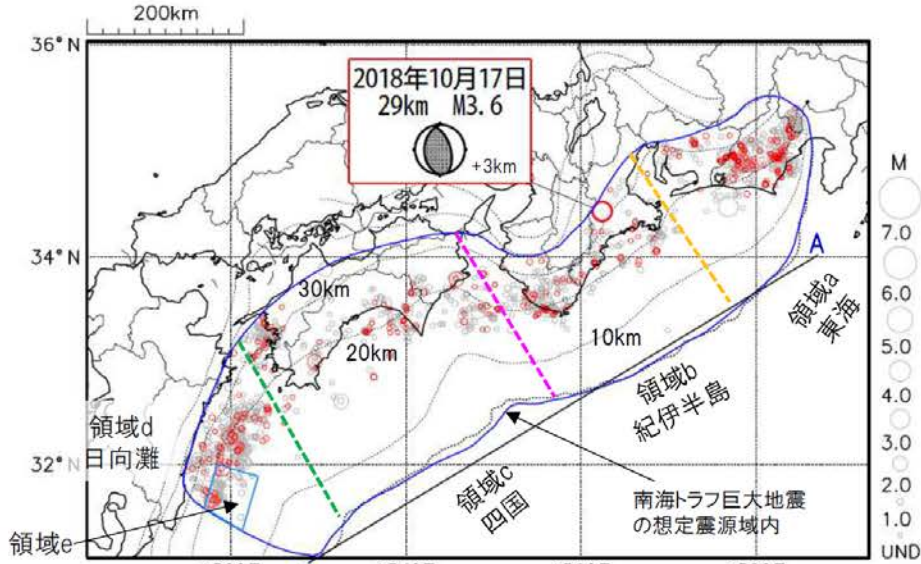 200km
36°N
2018年10月17日
29km M3.6
+3km
M
7.0
6.0
5.0
4.0
3.0
2.0
1.0
UND
34°N
A
30km
20km
10km
領域a
東海
領域b
紀伊半島
領域c
四国
領域d
日向灘
32°N
領域e
南海トラフ巨大地震
の想定震源域内